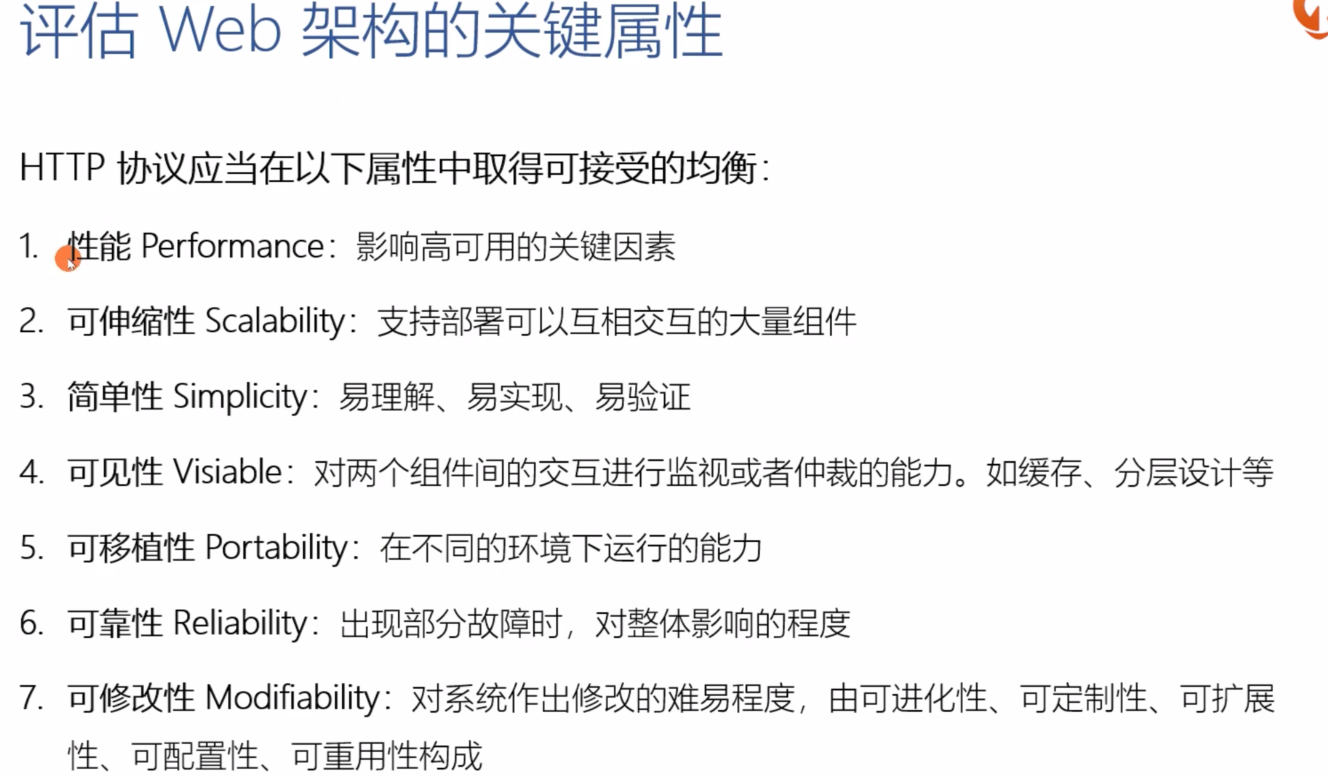 评估 Web 架构的关键属性
HTTP 协议应当在以下属性中取得可接受的均衡：
1. 性能 Performance：影响高可用的关键因素
2. 可伸缩性 Scalability：支持部署可以互相交互的大量组件
3. 简单性 Simplicity：易理解、易实现、易验证
4. 可见性 Visiable：对两个组件间的交互进行监视或者仲裁的能力。如缓存、分层设计等
5. 可移植性 Portability：在不同的环境下运行的能力
6. 可靠性 Reliability：出现部分故障时，对整体影响的程度
7. 可修改性 Modifiability：对系统作出修改的难易程度，由可进化性、可定制性、可扩展
性、可配置性、可重用性构成